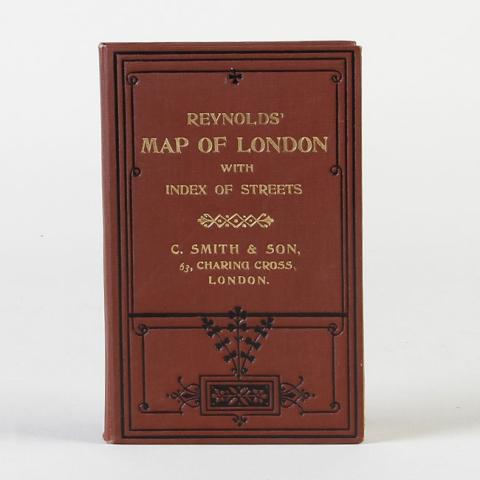 REYNOLDS'
MAP OF LONDON
WITH
INDEX OF STREETS
C. SMITH & SON,
63, CHARING CROSS,
LONDON.